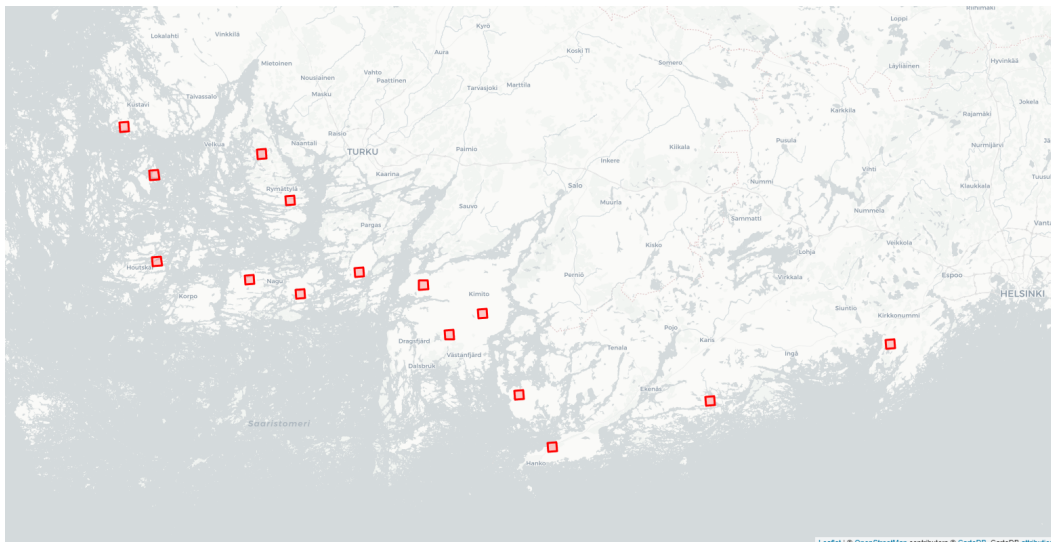 Loppi
Riihimäki
Kyrö
Vinkkilä
Lokalahti
Aura
Koski Tl
Hyvinkää
Mietoinen
Somero
Läyliäinen
Vahto
Nousiainen
Paattinen
Marttila
Tarvasjoki
Masku
Taivassalo
Jokela
Kustavi
Karkkila
Rajamäki
Raisio
Pusula
Velkua
Naantali
Kiikala
Nurmijärvi
TURKU
Paimio
Inkere
Vihti
Kaarina
Nummi
Klaukkala
Rymättylä
Salo
Muurla
Sauvo
Nummela
Sammatti
Pargas
Kisko
Veikkola
Lohja
Houtskär
Perniö
Virkkala
Espoo
Nagu
Korpo
Kimito
HELSINKI
Siuntio
Kirkkonummi
Pojo
Dragsfjärd
Karis
Tenala
Västanfjärd
Ingå
Dalsbruk
Ekenäs
Saaristomeri
Hanko